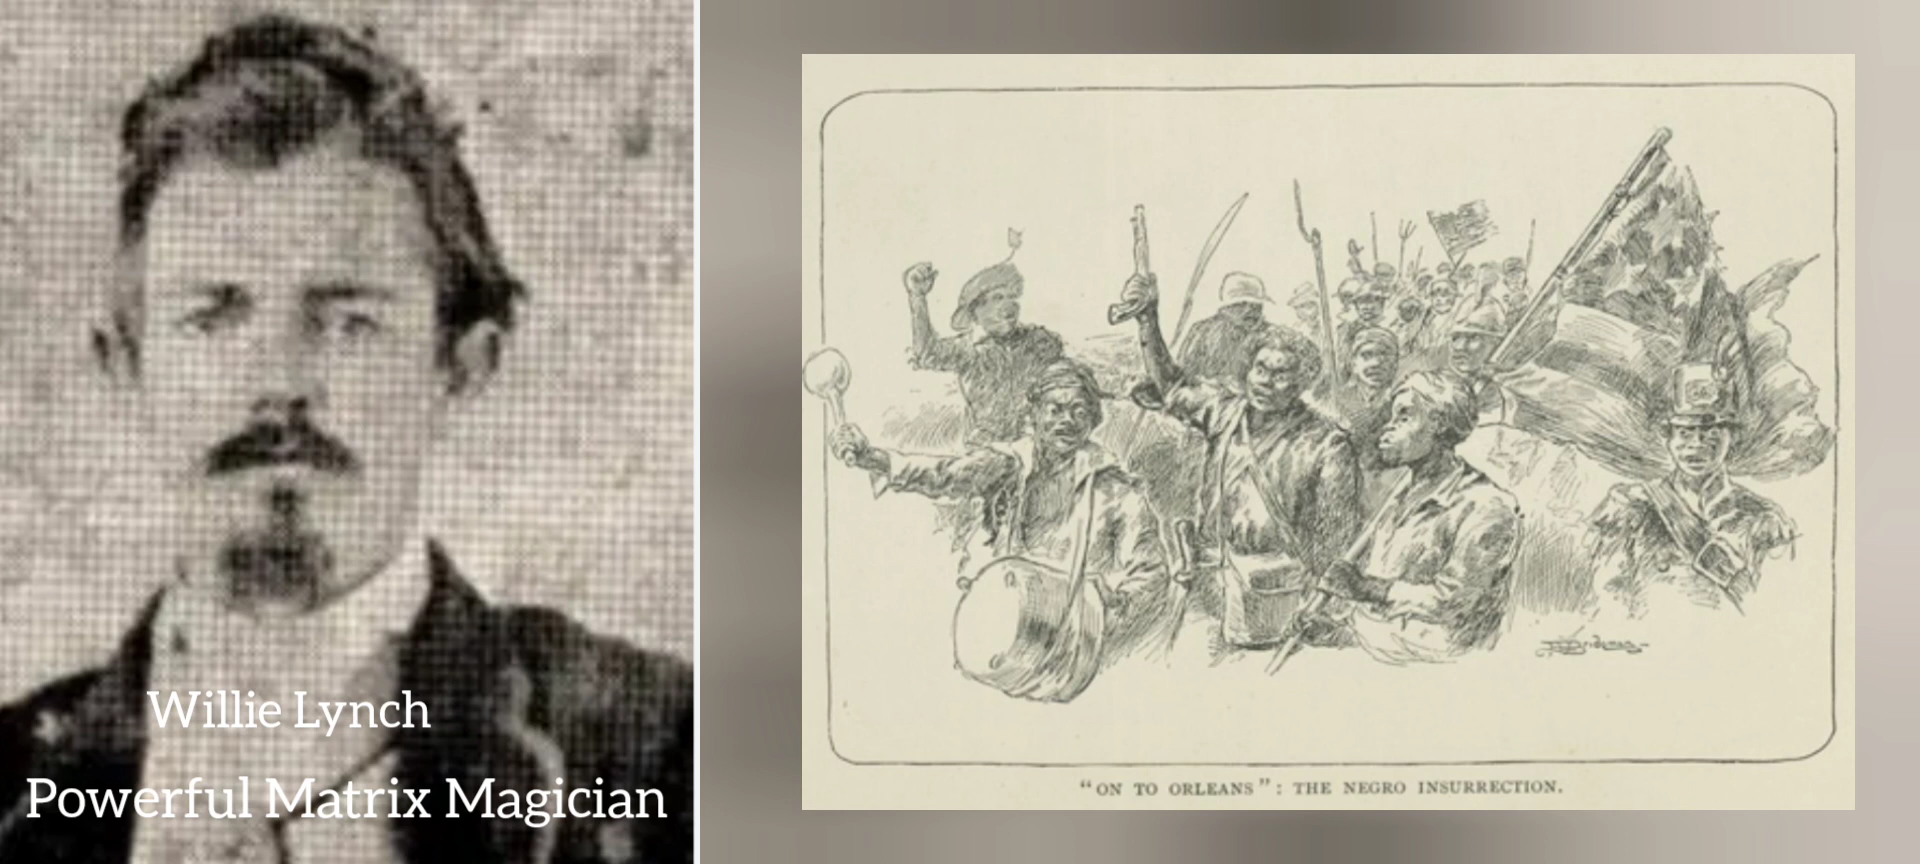 Willie Lynch
Powerful Matrix Magician
"ON TO ORLEANS": THE NEGRO INSURRECTION.